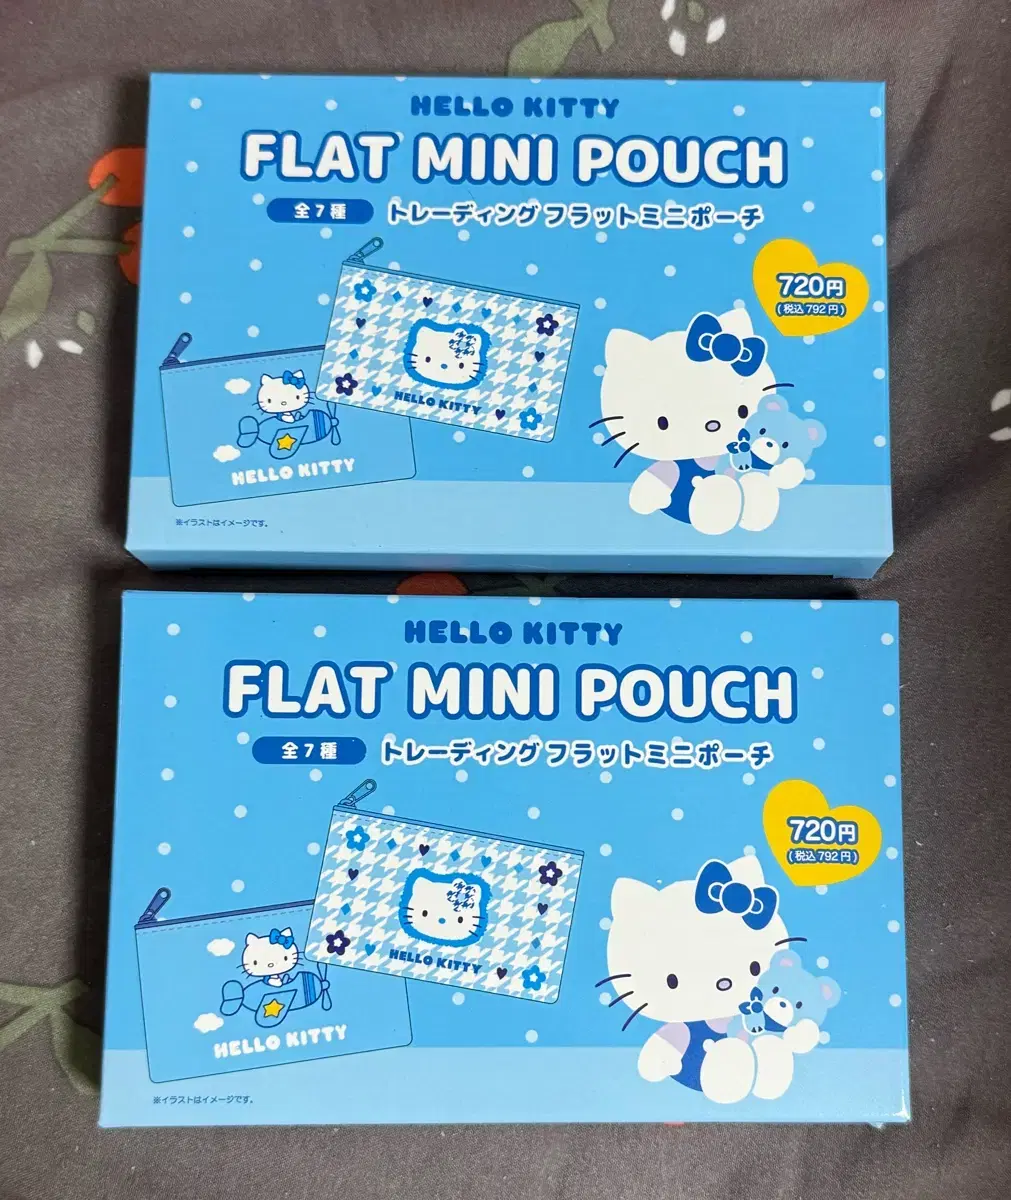 HELLO KITTY
FLAT MINI POUCH
全7種 トレーディングフラットミニポーチ
720円
(税込792円)
HELLO KITTY
HELLO KITTY
※イラストはイメージです。
HELLO KITTY
FLAT MINI POUCH
全7種 トレーディングフラットミニポーチ
720円
(税込792円)
HELLO KITTY
HELLO KITTY
※イラストはイメージです。